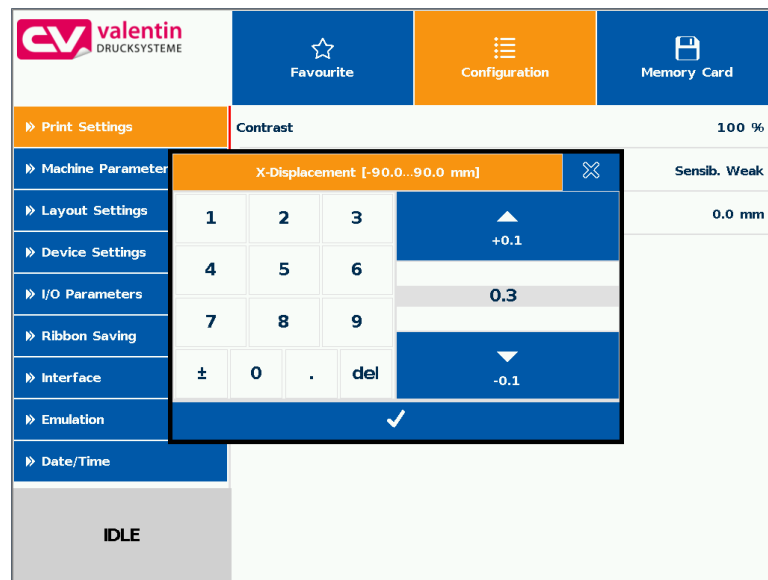 valentin
DRUCKSYSTEME
Favourite
Configuration
Memory Card
Print Settings
Contrast
100 %
Machine Parameter
Sensib. Weak
Layout Settings
0.0 mm
Device Settings
I/O Parameters
Ribbon Saving
Interface
Emulation
Date/Time
IDLE
X-Displacement [-90.0...90.0 mm]
1 2 3
4 5 6
7 8 9
± 0 . del
+0.1
0.3
-0.1